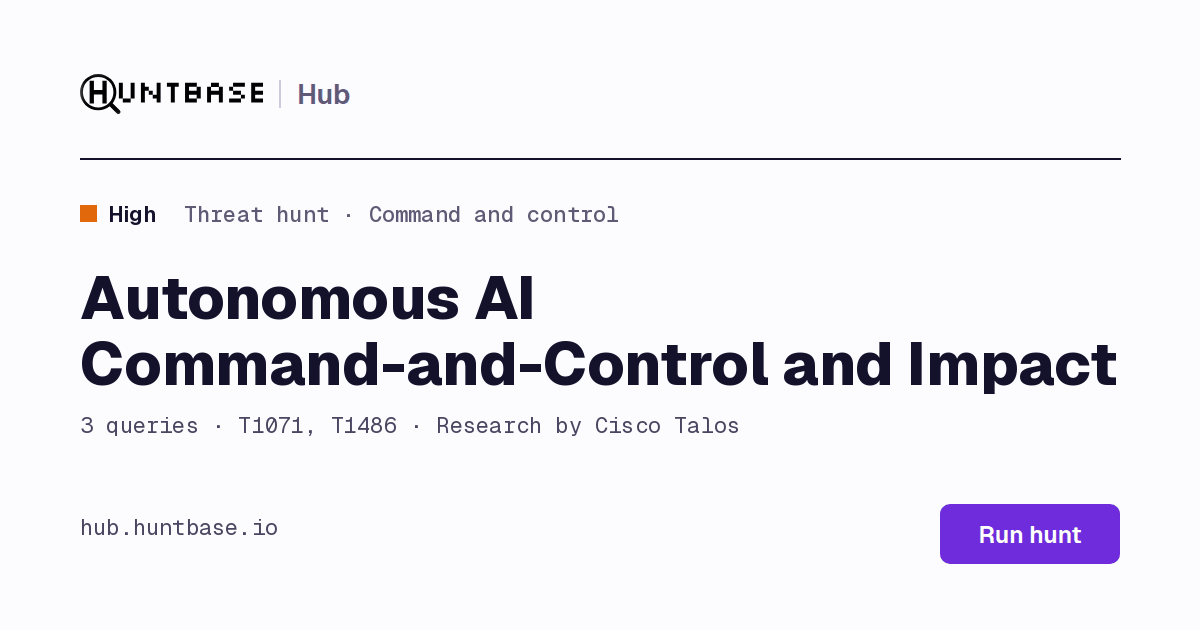 HUNTBASE | Hub
High Threat hunt · Command and control
Autonomous AI
Command-and-Control and Impact
3 queries · T1071, T1486 · Research by Cisco Talos
hub.huntbase.io
Run hunt